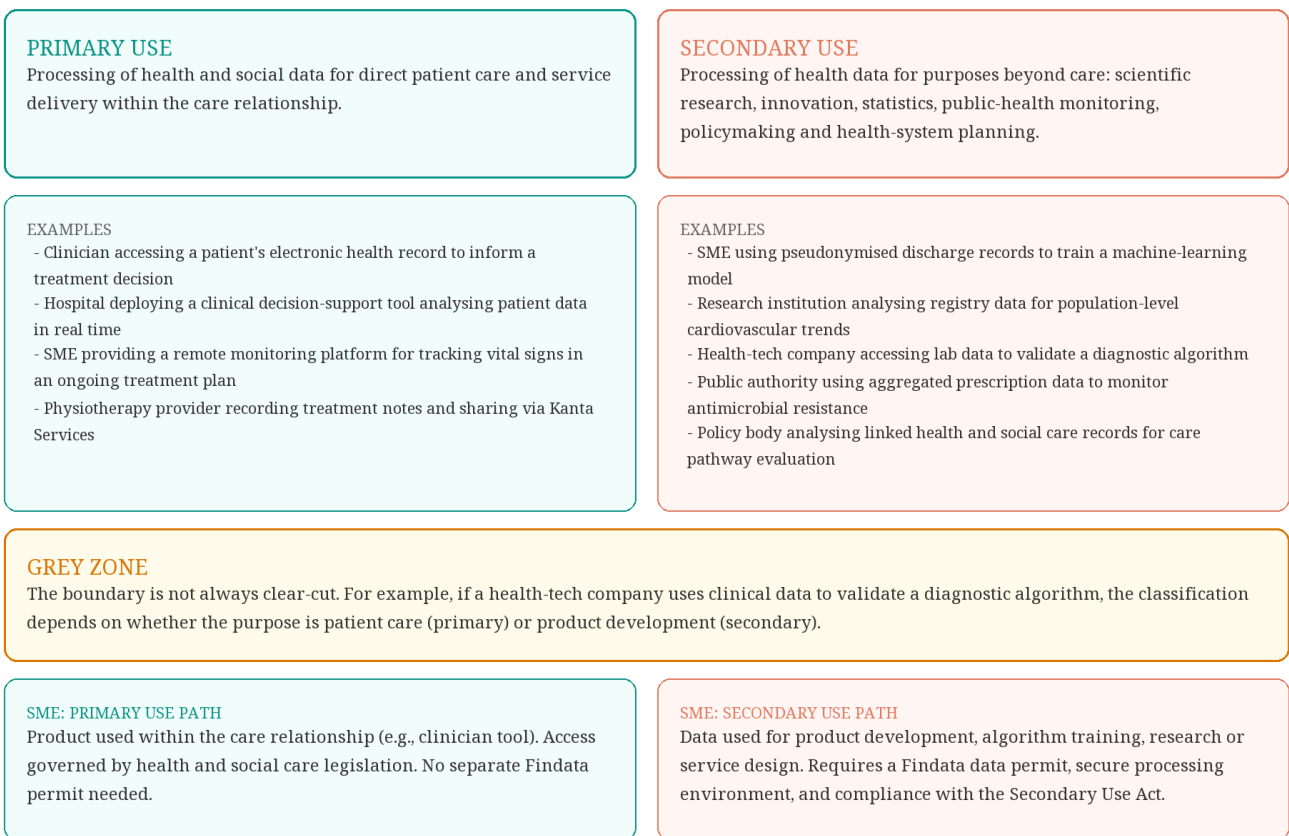 PRIMARY USE
Processing of health and social data for direct patient care and service
delivery within the care relationship.
SECONDARY USE
Processing of health data for purposes beyond care: scientific
research, innovation, statistics, public-health monitoring,
policymaking and health-system planning.
EXAMPLES
- Clinician accessing a patient's electronic health record to inform a
treatment decision
- Hospital deploying a clinical decision-support tool analysing patient data
in real time
- SME providing a remote monitoring platform for tracking vital signs in
an ongoing treatment plan
- Physiotherapy provider recording treatment notes and sharing via Kanta
Services
EXAMPLES
- SME using pseudonymised discharge records to train a machine-learning
model
- Research institution analysing registry data for population-level
cardiovascular trends
- Health-tech company accessing lab data to validate a diagnostic algorithm
- Public authority using aggregated prescription data to monitor
antimicrobial resistance
- Policy body analysing linked health and social care records for care
pathway evaluation
GREY ZONE
The boundary is not always clear-cut. For example, if a health-tech company uses clinical data to validate a diagnostic algorithm, the classification
depends on whether the purpose is patient care (primary) or product development (secondary).
SME: PRIMARY USE PATH
Product used within the care relationship (e.g., clinician tool). Access
governed by health and social care legislation. No separate Findata
permit needed.
SME: SECONDARY USE PATH
Data used for product development, algorithm training, research or
service design. Requires a Findata data permit, secure processing
environment, and compliance with the Secondary Use Act.